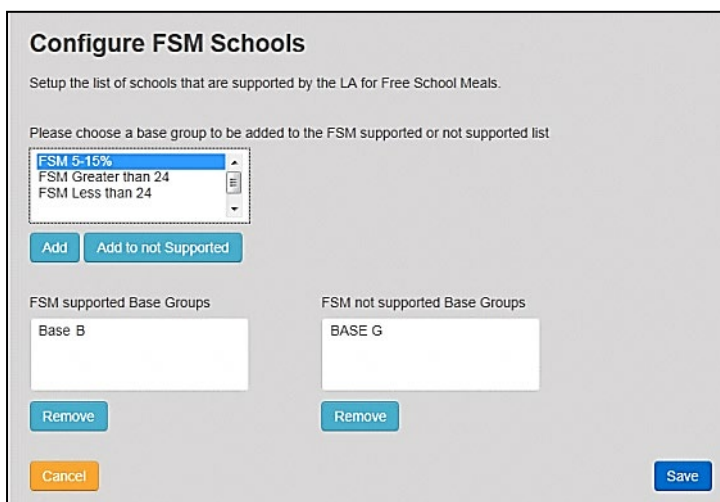 Configure FSM Schools
Setup the list of schools that are supported by the LA for Free School Meals.
Please choose a base group to be added to the FSM supported or not supported list
FSM 5-15%
FSM Greater than 24
FSM Less than 24
Add Add to not Supported
FSM supported Base Groups FSM not supported Base Groups
Base B BASE G
Remove Remove
Cancel Save